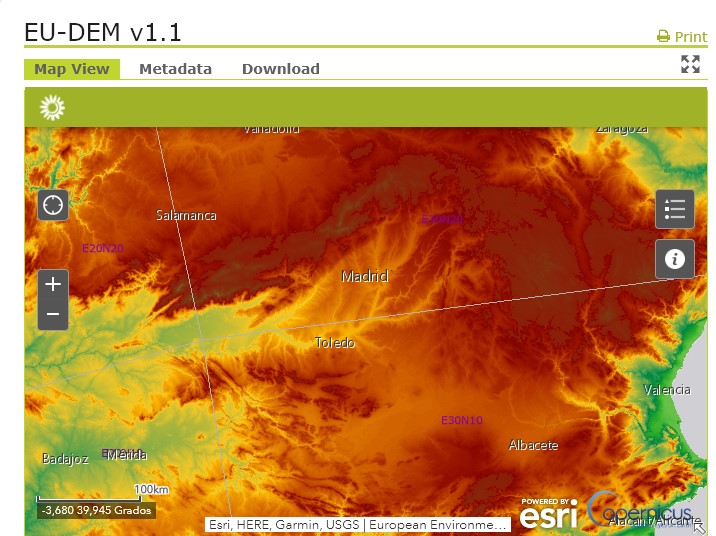 EU-DEM v1.1
Print
Map View Metadata Download
Valladolid
Zaragoza
Salamanca
E20N20
Madrid
Toledo
Valencia
E30N10
Albacete
Badajoz
Mérida
100km
-3,680 39,945 Grados
POWERED BY
esri
Copernicus
Alacant/Alicante
Esri, HERE, Garmin, USGS | European Environme...